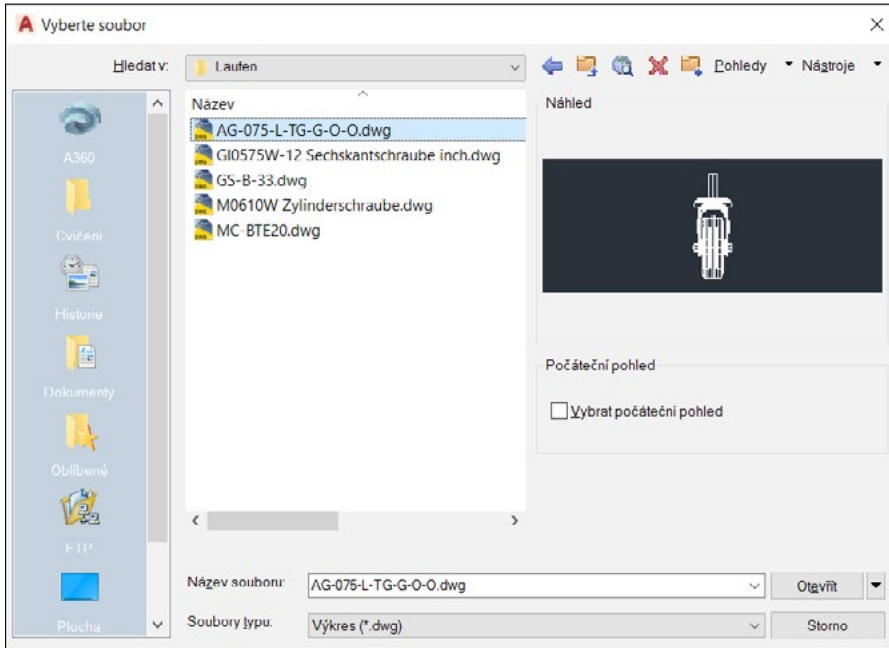 Vyberte soubor
Hledat v:
Laufen
Pohledy
Nástroje
A360
Cvičení
Historie
Dokumenty
Oblíbené
FTP
Plocha
Název
AG-075-L-TG-G-O-O.dwg
GI0575W-12 Sechskantschraube inch.dwg
GS-B-33.dwg
M0610W Zylinderschraube.dwg
MC-BTE20.dwg
Náhled
Počáteční pohled
Vybrat počáteční pohled
Název souboru:
AG-075-L-TG-G-O-O.dwg
Otevřít
Soubory typu:
Výkres (*.dwg)
Storno